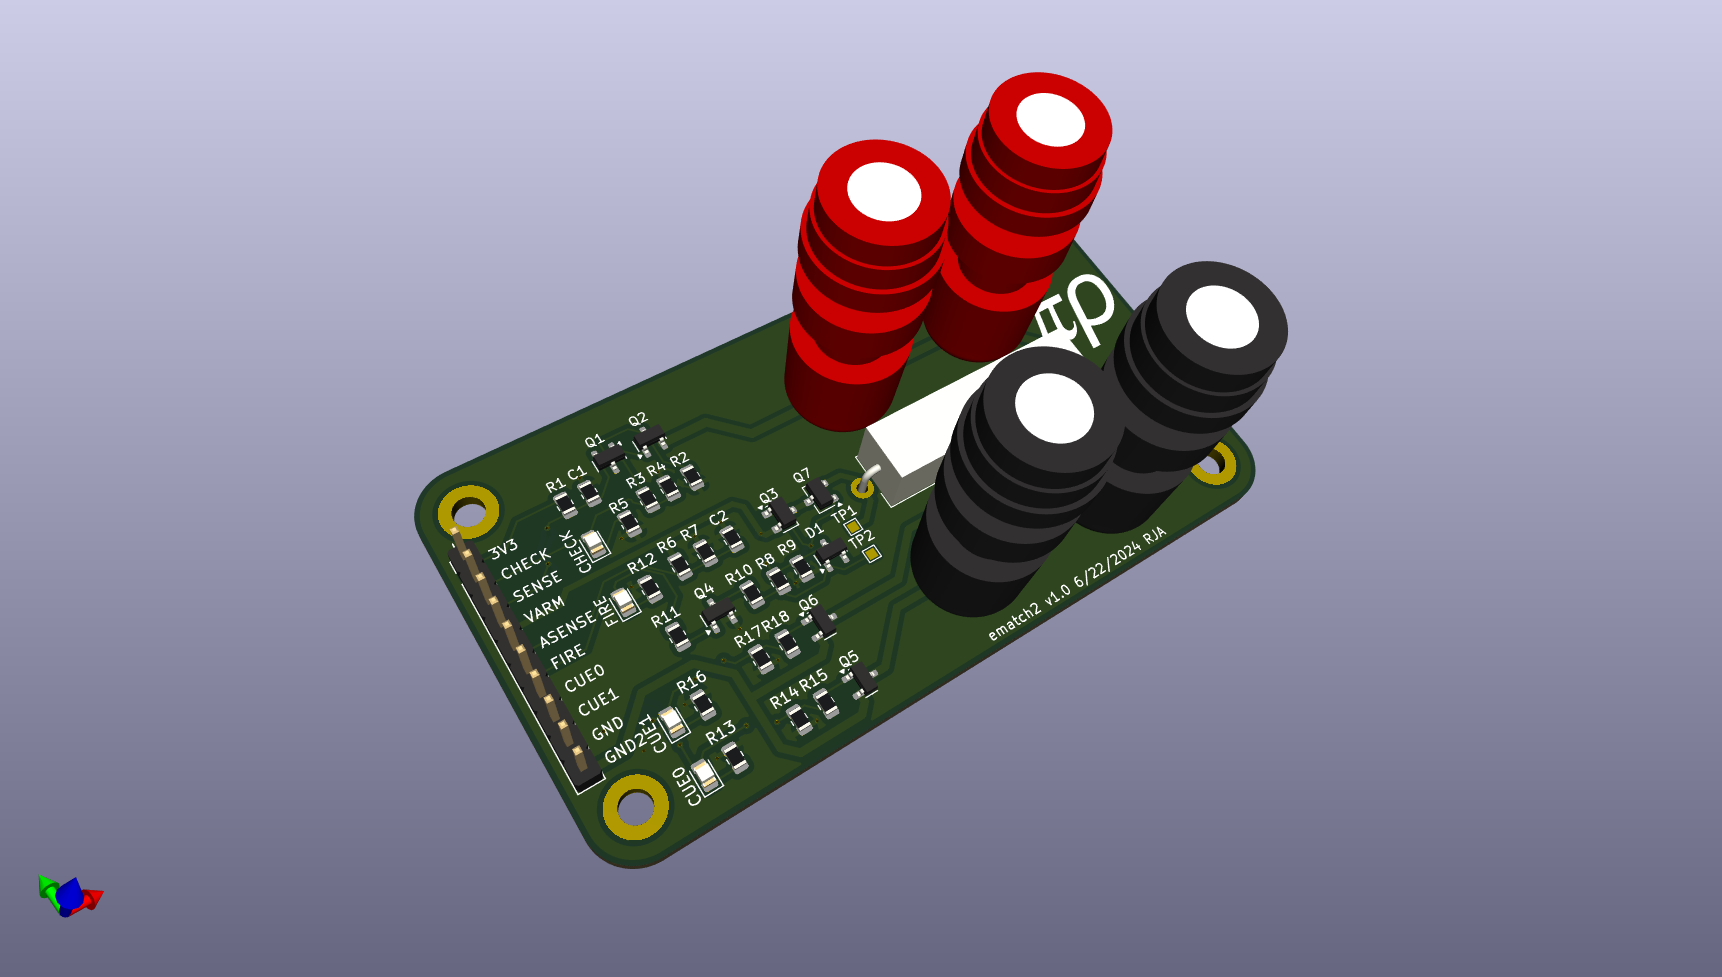 Q1
Q2
R1
C1
R3
R4
R2
R5
CHECK
3V3
CHECK
SENSE
VARM
ASENSE
FIRE
CUE0
CUE1
GND
GND2
R12
R6
R7
C2
Q3
Q7
TP1
TP2
D1
FIRE
R11
Q4
R10
R8
R9
R17
R18
Q6
R16
CUE1
R13
CUE0
R14
R15
Q5
ematch2 v1.0 6/22/2024 RJA